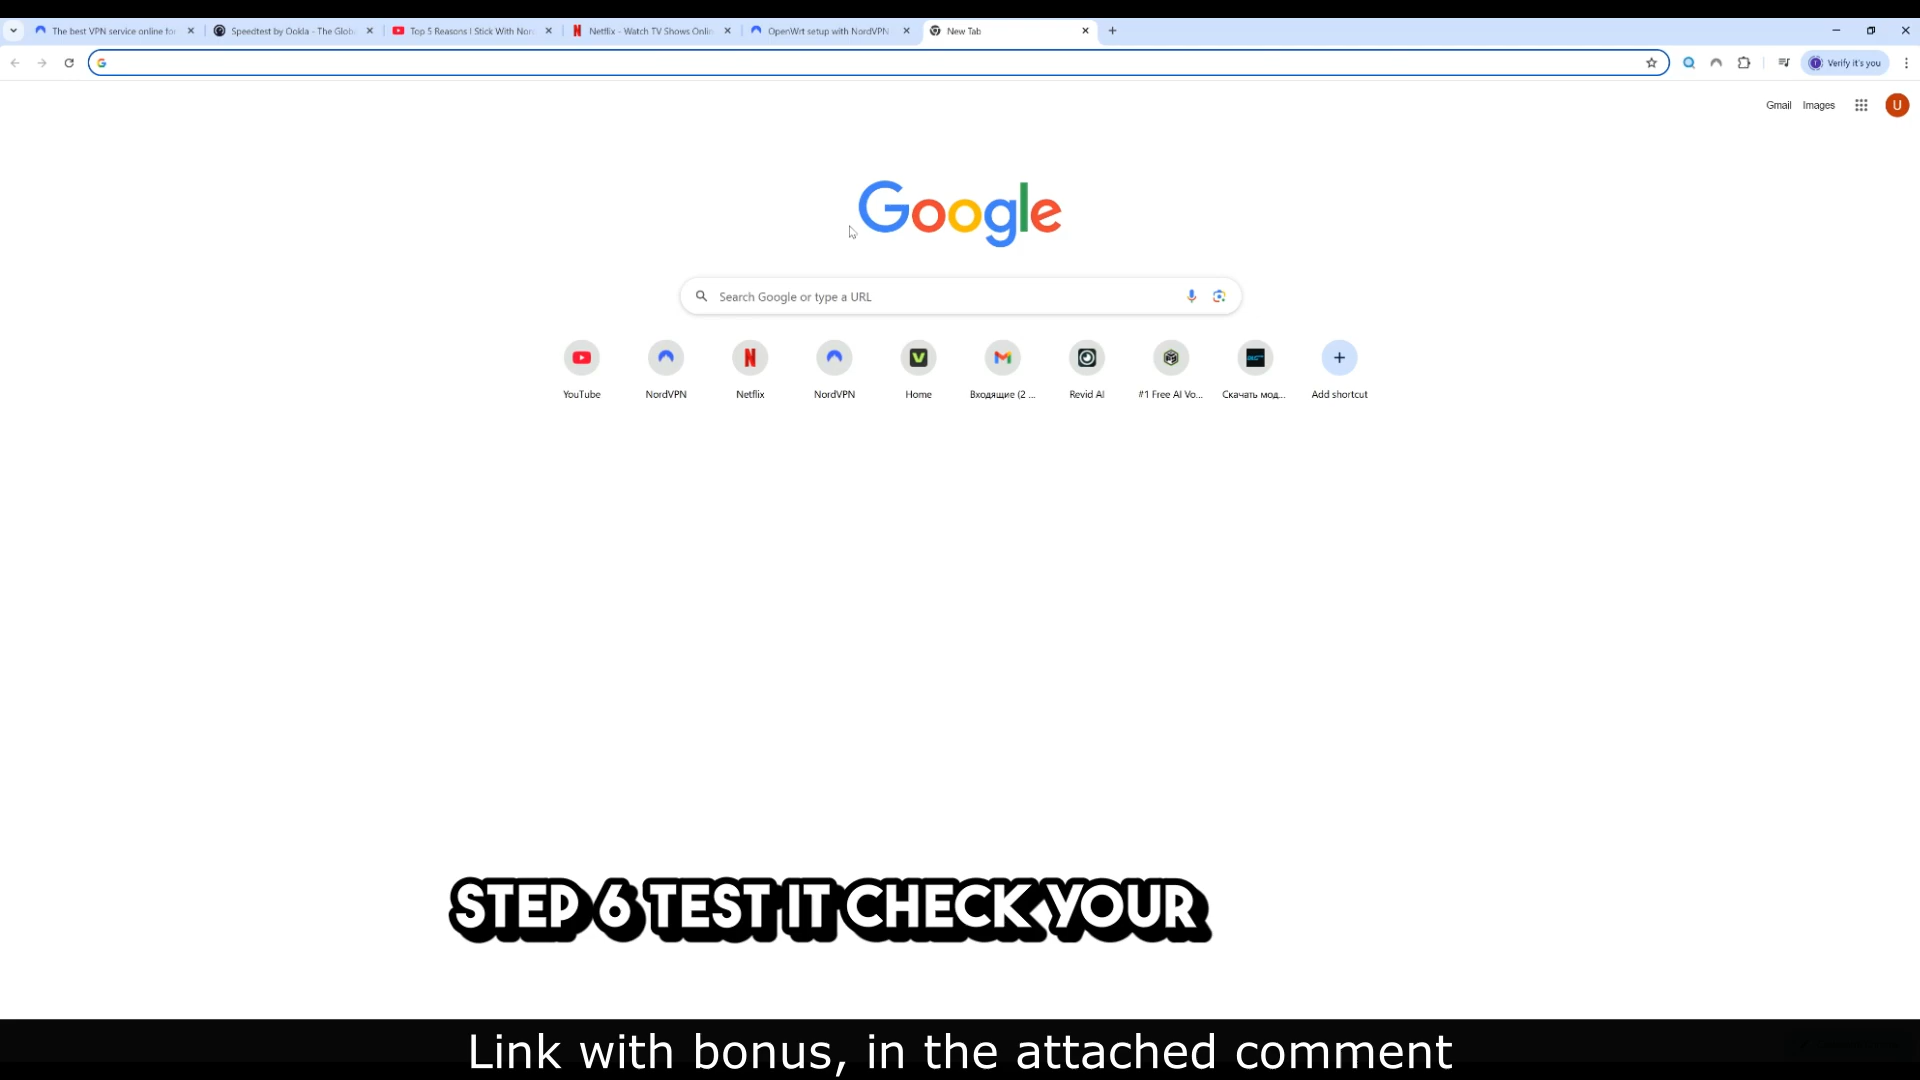 The best VPN service online for
Speedtest by Ookla - The Glob
Top 5 Reasons I Stick With Nor
Netflix - Watch TV Shows Onlin
OpenWrt setup with NordVPN
New Tab
Verify it's you
Gmail
Images
U
Google
Search Google or type a URL
YouTube
NordVPN
Netflix
NordVPN
Home
Входящие (2 ...
Revid AI
#1 Free AI Vo...
Скачать мод...
Add shortcut
STEP 6 TEST IT CHECK YOUR
Link with bonus, in the attached comment